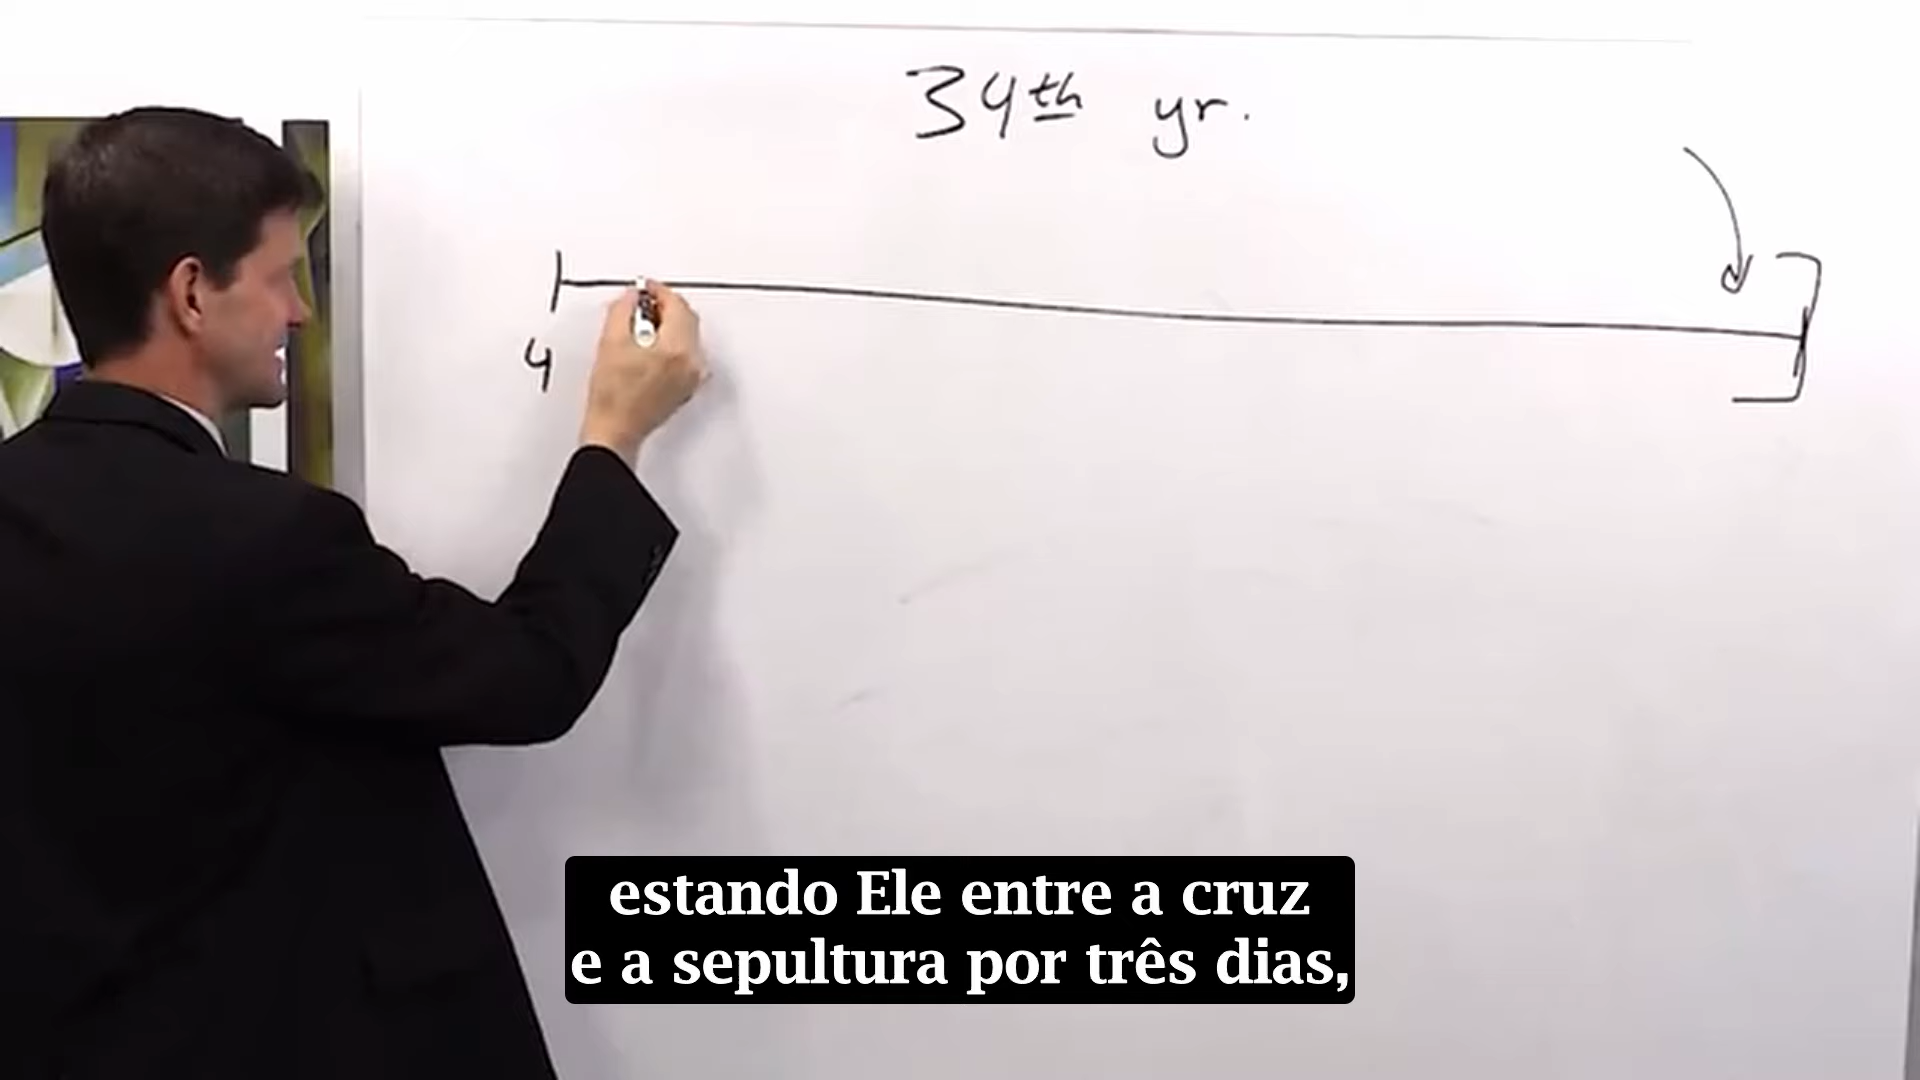 34th yr.
4
estando Ele entre a cruz
e a sepultura por três dias,